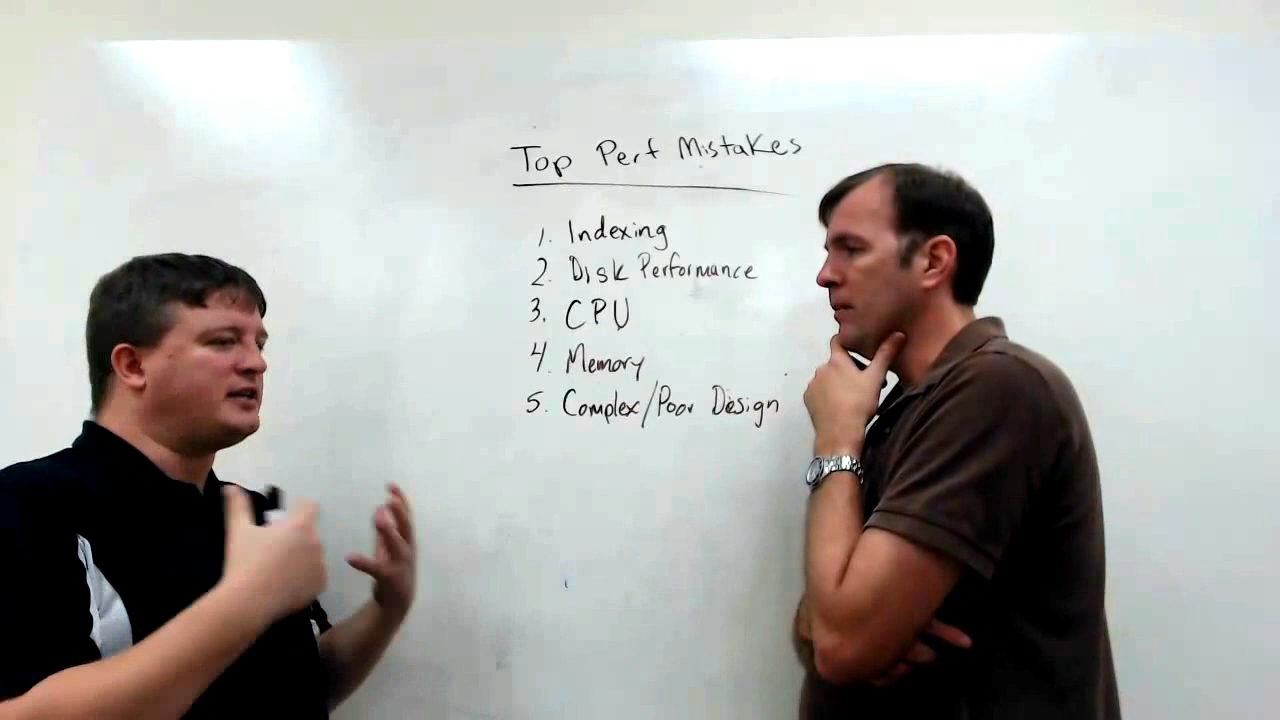 Top Perf Mistakes
1. Indexing
2. Disk Performance
3. CPU
4. Memory
5. Complex/Poor Design